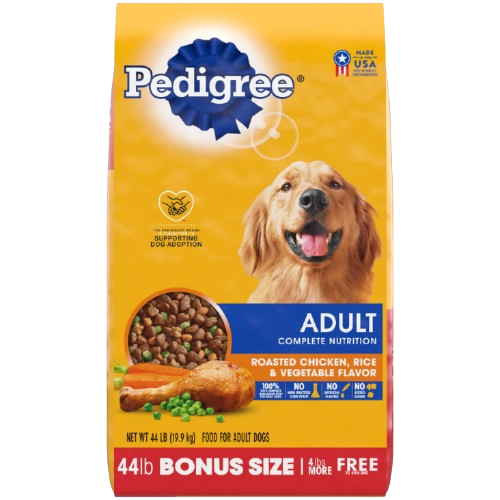 MADE
IN THE
USA
Pedigree®
SUPPORTING
DOG ADOPTION
ADULT
COMPLETE NUTRITION
ROASTED CHICKEN, RICE
& VEGETABLE FLAVOR
100%
NO
NO
NO
NET WT 44 LB (19.9 kg) FOOD FOR ADULT DOGS
44lb BONUS SIZE 4 lbs MORE FREE